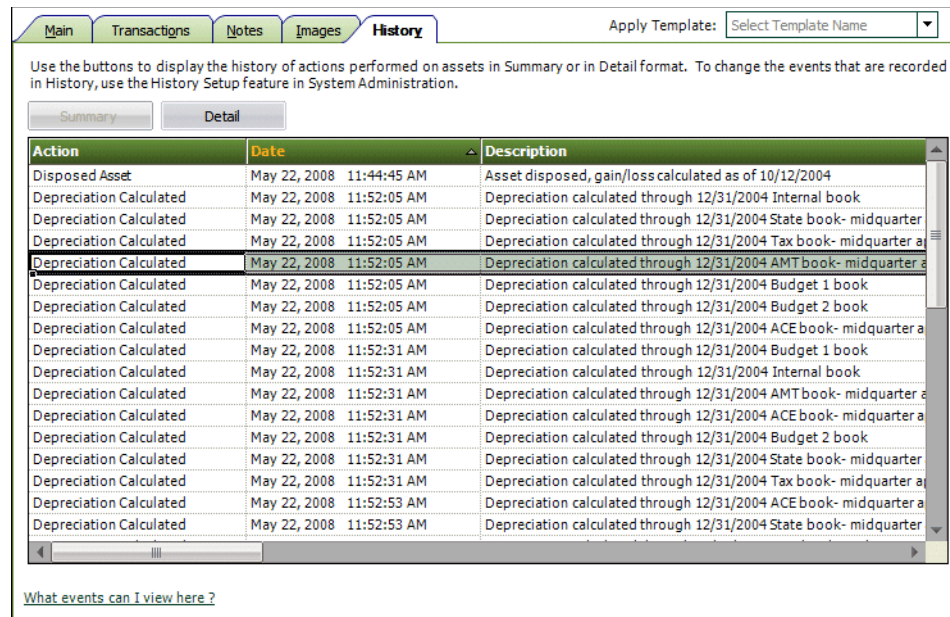 Main Transactions Notes Images History Apply Template: Select Template Name
Use the buttons to display the history of actions performed on assets in Summary or in Detail format. To change the events that are recorded
in History, use the History Setup feature in System Administration.
Summary Detail
Action Date Description
Disposed Asset May 22, 2008 11:44:45 AM Asset disposed, gain/loss calculated as of 10/12/2004
Depreciation Calculated May 22, 2008 11:52:05 AM Depreciation calculated through 12/31/2004 Internal book
Depreciation Calculated May 22, 2008 11:52:05 AM Depreciation calculated through 12/31/2004 State book- midquarter
Depreciation Calculated May 22, 2008 11:52:05 AM Depreciation calculated through 12/31/2004 Tax book- midquarter a
Depreciation Calculated May 22, 2008 11:52:05 AM Depreciation calculated through 12/31/2004 AMT book- midquarter a
Depreciation Calculated May 22, 2008 11:52:05 AM Depreciation calculated through 12/31/2004 Budget 1 book
Depreciation Calculated May 22, 2008 11:52:05 AM Depreciation calculated through 12/31/2004 Budget 2 book
Depreciation Calculated May 22, 2008 11:52:05 AM Depreciation calculated through 12/31/2004 ACE book- midquarter a
Depreciation Calculated May 22, 2008 11:52:31 AM Depreciation calculated through 12/31/2004 Budget 1 book
Depreciation Calculated May 22, 2008 11:52:31 AM Depreciation calculated through 12/31/2004 Internal book
Depreciation Calculated May 22, 2008 11:52:31 AM Depreciation calculated through 12/31/2004 AMT book- midquarter a
Depreciation Calculated May 22, 2008 11:52:31 AM Depreciation calculated through 12/31/2004 ACE book- midquarter a
Depreciation Calculated May 22, 2008 11:52:31 AM Depreciation calculated through 12/31/2004 Budget 2 book
Depreciation Calculated May 22, 2008 11:52:31 AM Depreciation calculated through 12/31/2004 State book- midquarter
Depreciation Calculated May 22, 2008 11:52:31 AM Depreciation calculated through 12/31/2004 Tax book- midquarter a
Depreciation Calculated May 22, 2008 11:52:53 AM Depreciation calculated through 12/31/2004 ACE book- midquarter a
Depreciation Calculated May 22, 2008 11:52:53 AM Depreciation calculated through 12/31/2004 State book- midquarter
What events can I view here ?